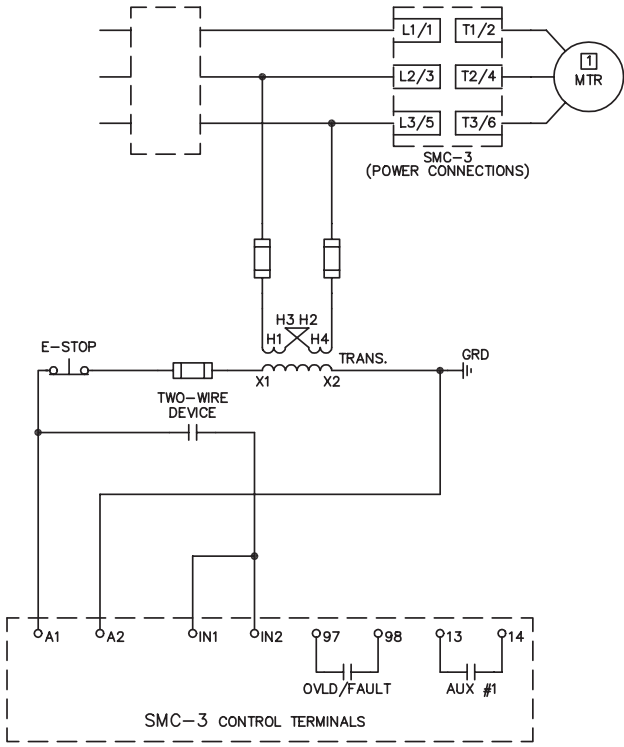 L1/1 T1/2
1
L2/3 T2/4 MTR
L3/5 T3/6
SMC-3
(POWER CONNECTIONS)
H3 H2
H1 H4
E-STOP
TRANS.
GRD
X1 X2
TWO-WIRE
DEVICE
A1 A2 IN1 IN2 97 98 13 14
OVLD/FAULT AUX #1
SMC-3 CONTROL TERMINALS